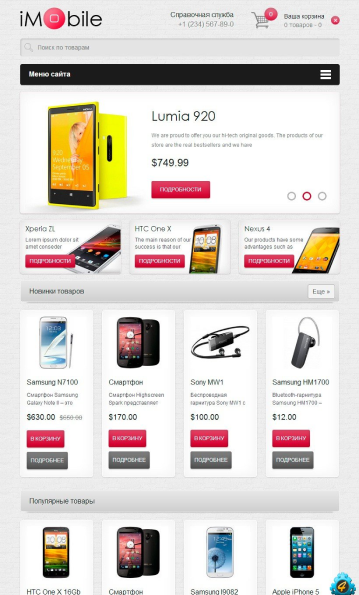 iMobile
Справочная служба
+1 (234) 567-89-0
0
Ваша корзина
0 товаров - 0
Поиск по товарам
Меню сайта
Lumia 920
We are proud to offer you our hi-tech original goods. The products of
our store are the real bestsellers and we have
$749.99
ПОДРОБНОСТИ
Xperia ZL
Lorem ipsum dolor sit
amet consieder
ПОДРОБНОСТИ
HTC One X
The main reason of our
success is that our
ПОДРОБНОСТИ
Nexus 4
Our products have some
advantages such as
ПОДРОБНОСТИ
Новинки товаров
Еще »
Samsung N7100
Смартфон Samsung
Galaxy Note II – это
$630.00 $650.00
В КОРЗИНУ
ПОДРОБНЕЕ
Смартфон
Смартфон Highscreen
Spark представляет
$170.00
В КОРЗИНУ
ПОДРОБНЕЕ
Sony MW1
Беспроводная
гарнитура Sony MW1 с
$100.00
В КОРЗИНУ
ПОДРОБНЕЕ
Samsung HM1700
Bluetooth-гарнитура
Samsung HM1700 –
$12.00
В КОРЗИНУ
ПОДРОБНЕЕ
Популярные товары
HTC One X 16Gb
Смартфон
Samsung I9082
Apple iPhone 5
4